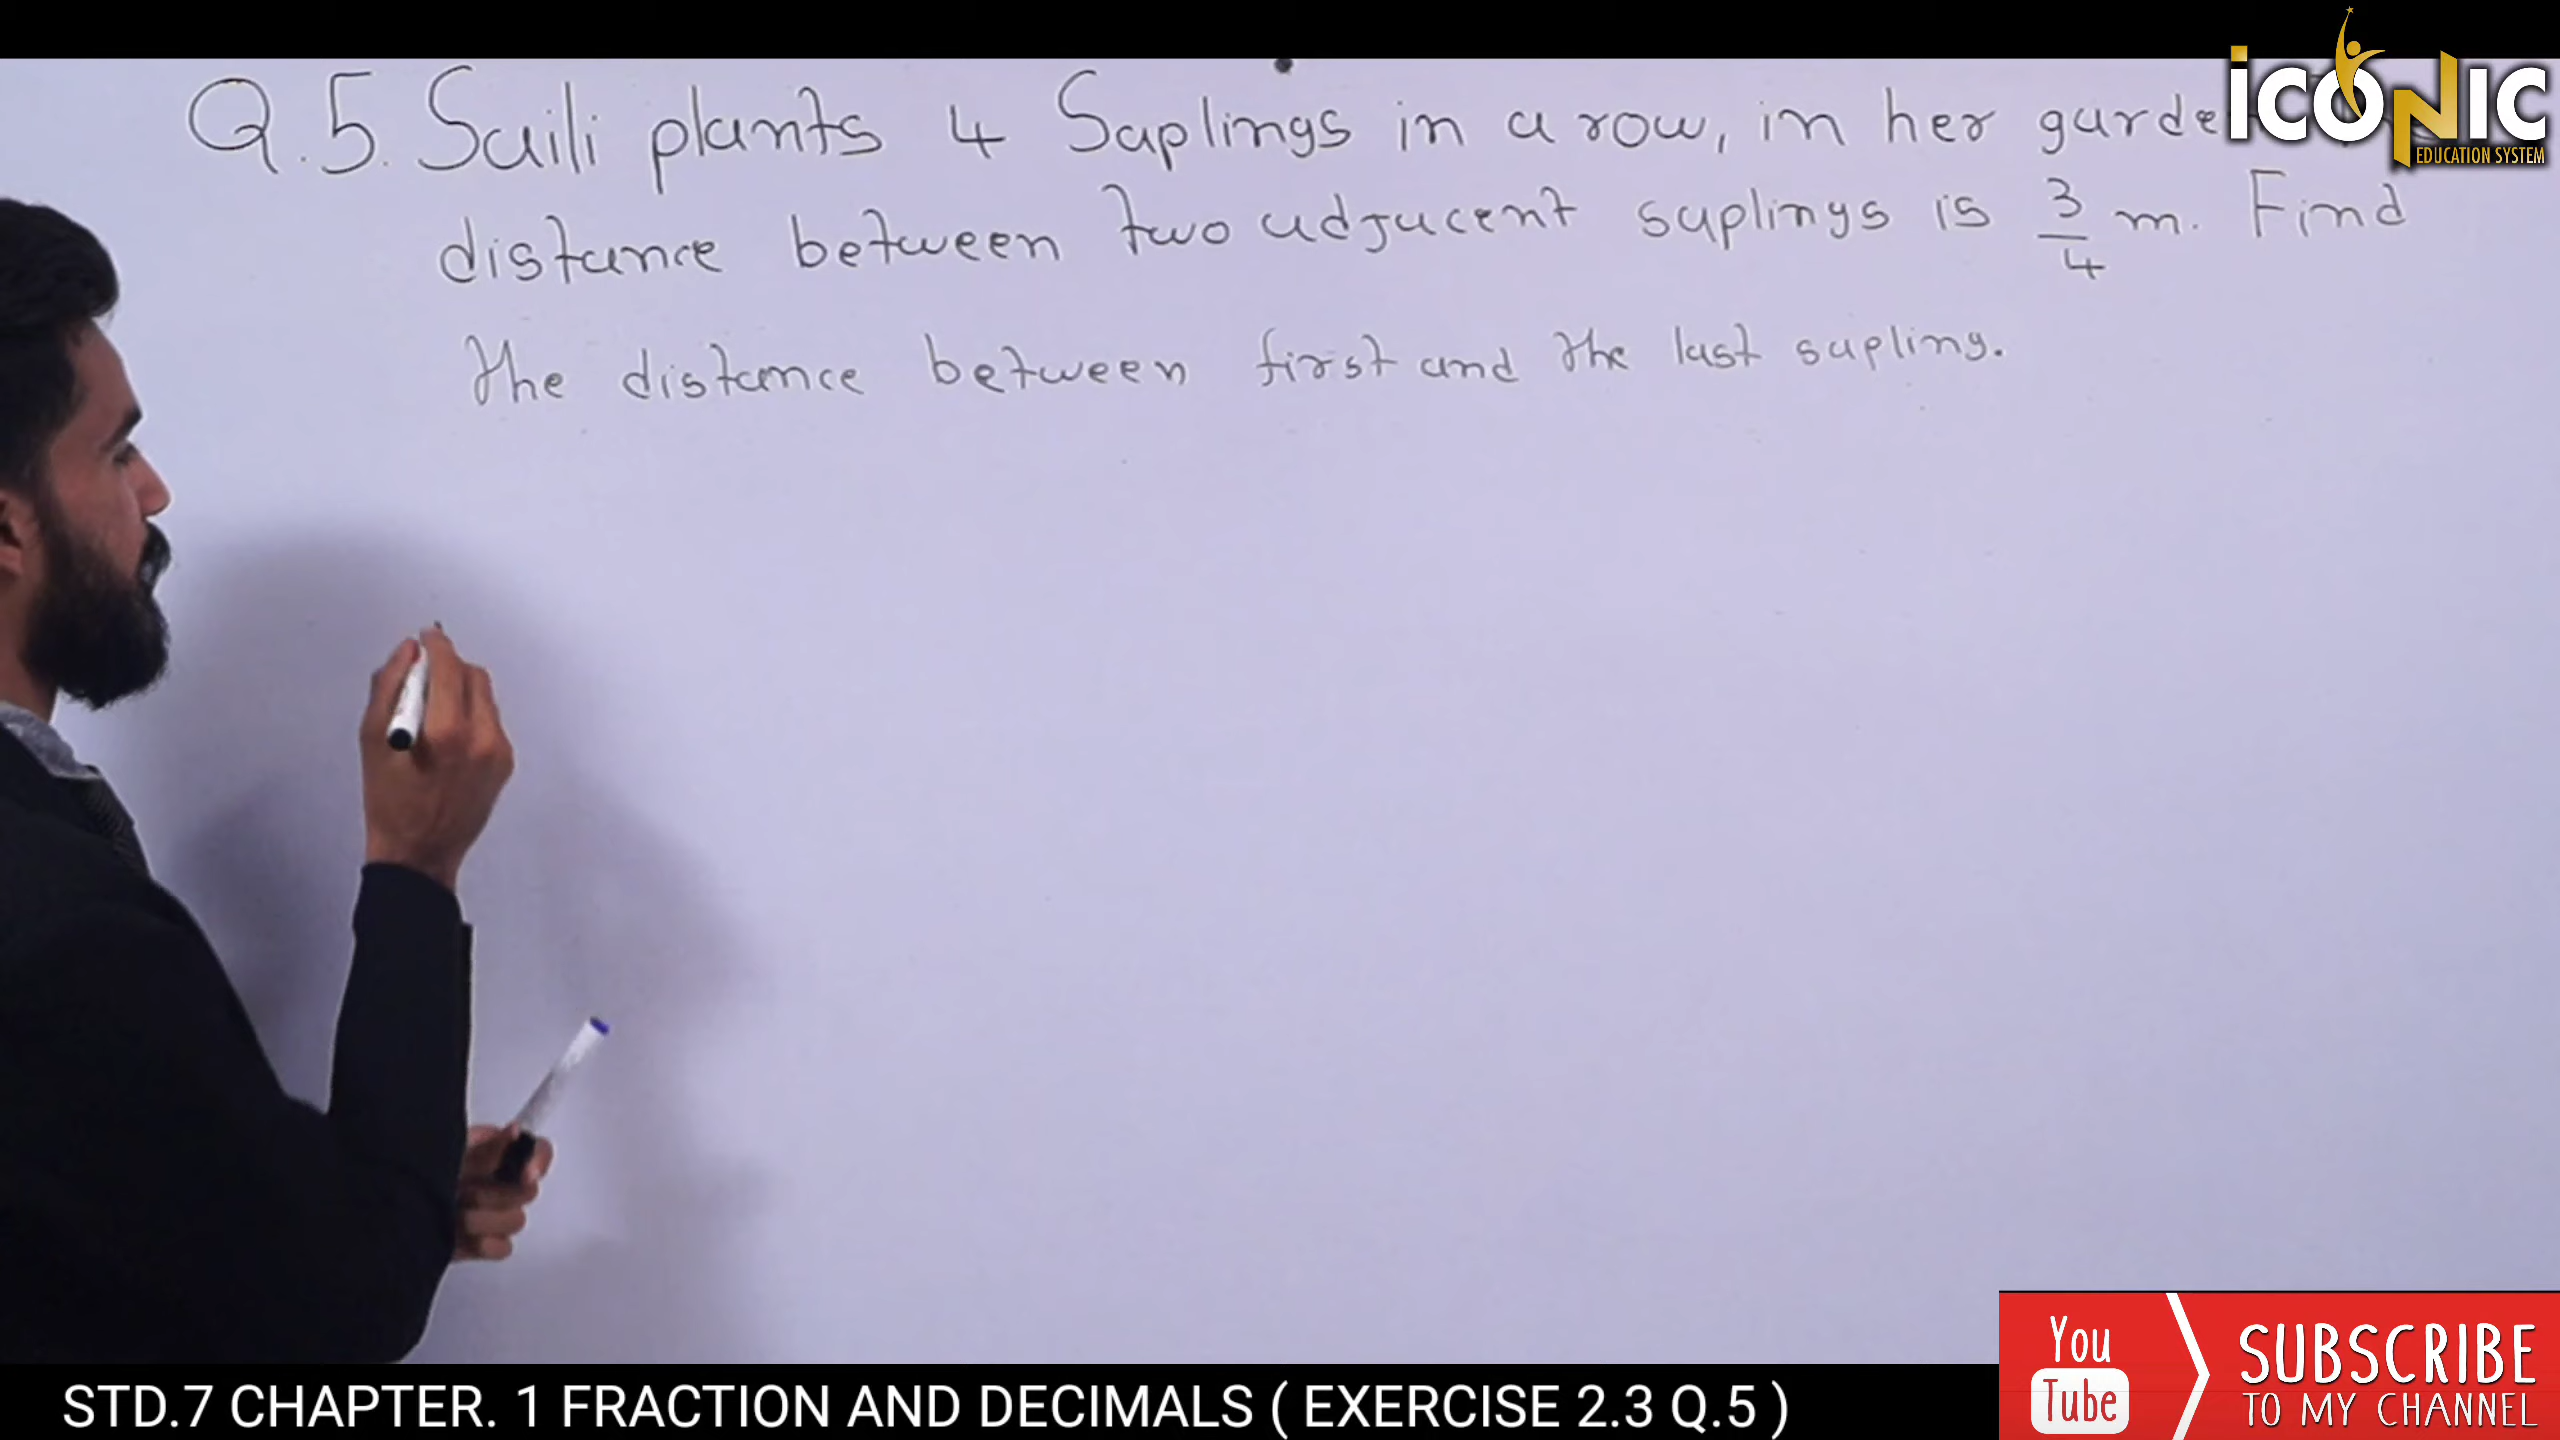 Q.5. Saili plants 4 Saplings in a row, in her garde
distance between two adjacent saplings is 3/4 m. Find
the distance between first and the last sapling.
iCONIC
EDUCATION SYSTEM
You
Tube
SUBSCRIBE
TO MY CHANNEL
STD.7 CHAPTER. 1 FRACTION AND DECIMALS ( EXERCISE 2.3 Q.5 )